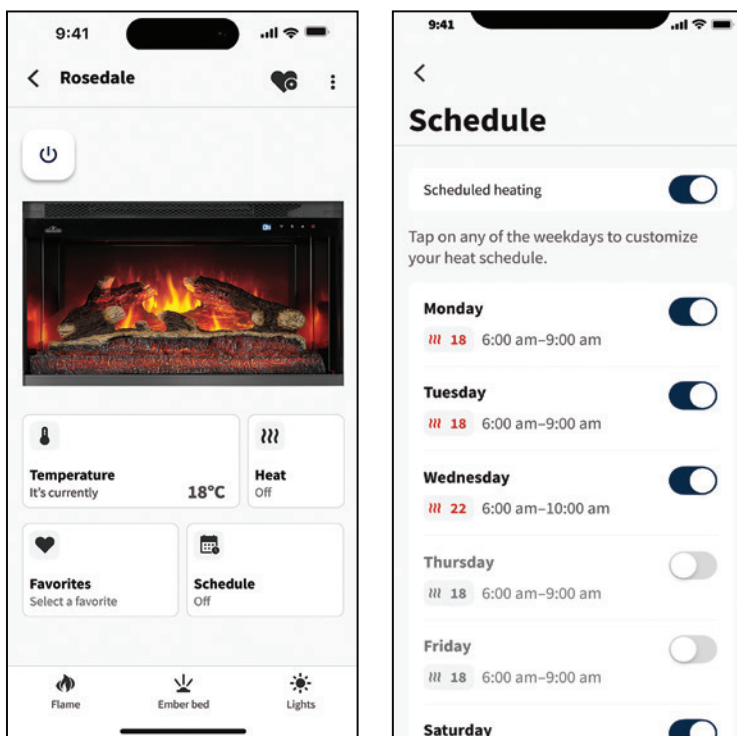 9:41
Rosedale
Temperature
It's currently
18°C
Heat
Off
Favorites
Select a favorite
Schedule
Off
Flame
Ember bed
Lights
9:41
Schedule
Scheduled heating
Tap on any of the weekdays to customize
your heat schedule.
Monday
18 6:00 am–9:00 am
Tuesday
18 6:00 am–9:00 am
Wednesday
22 6:00 am–10:00 am
Thursday
18 6:00 am–9:00 am
Friday
18 6:00 am–9:00 am
Saturday